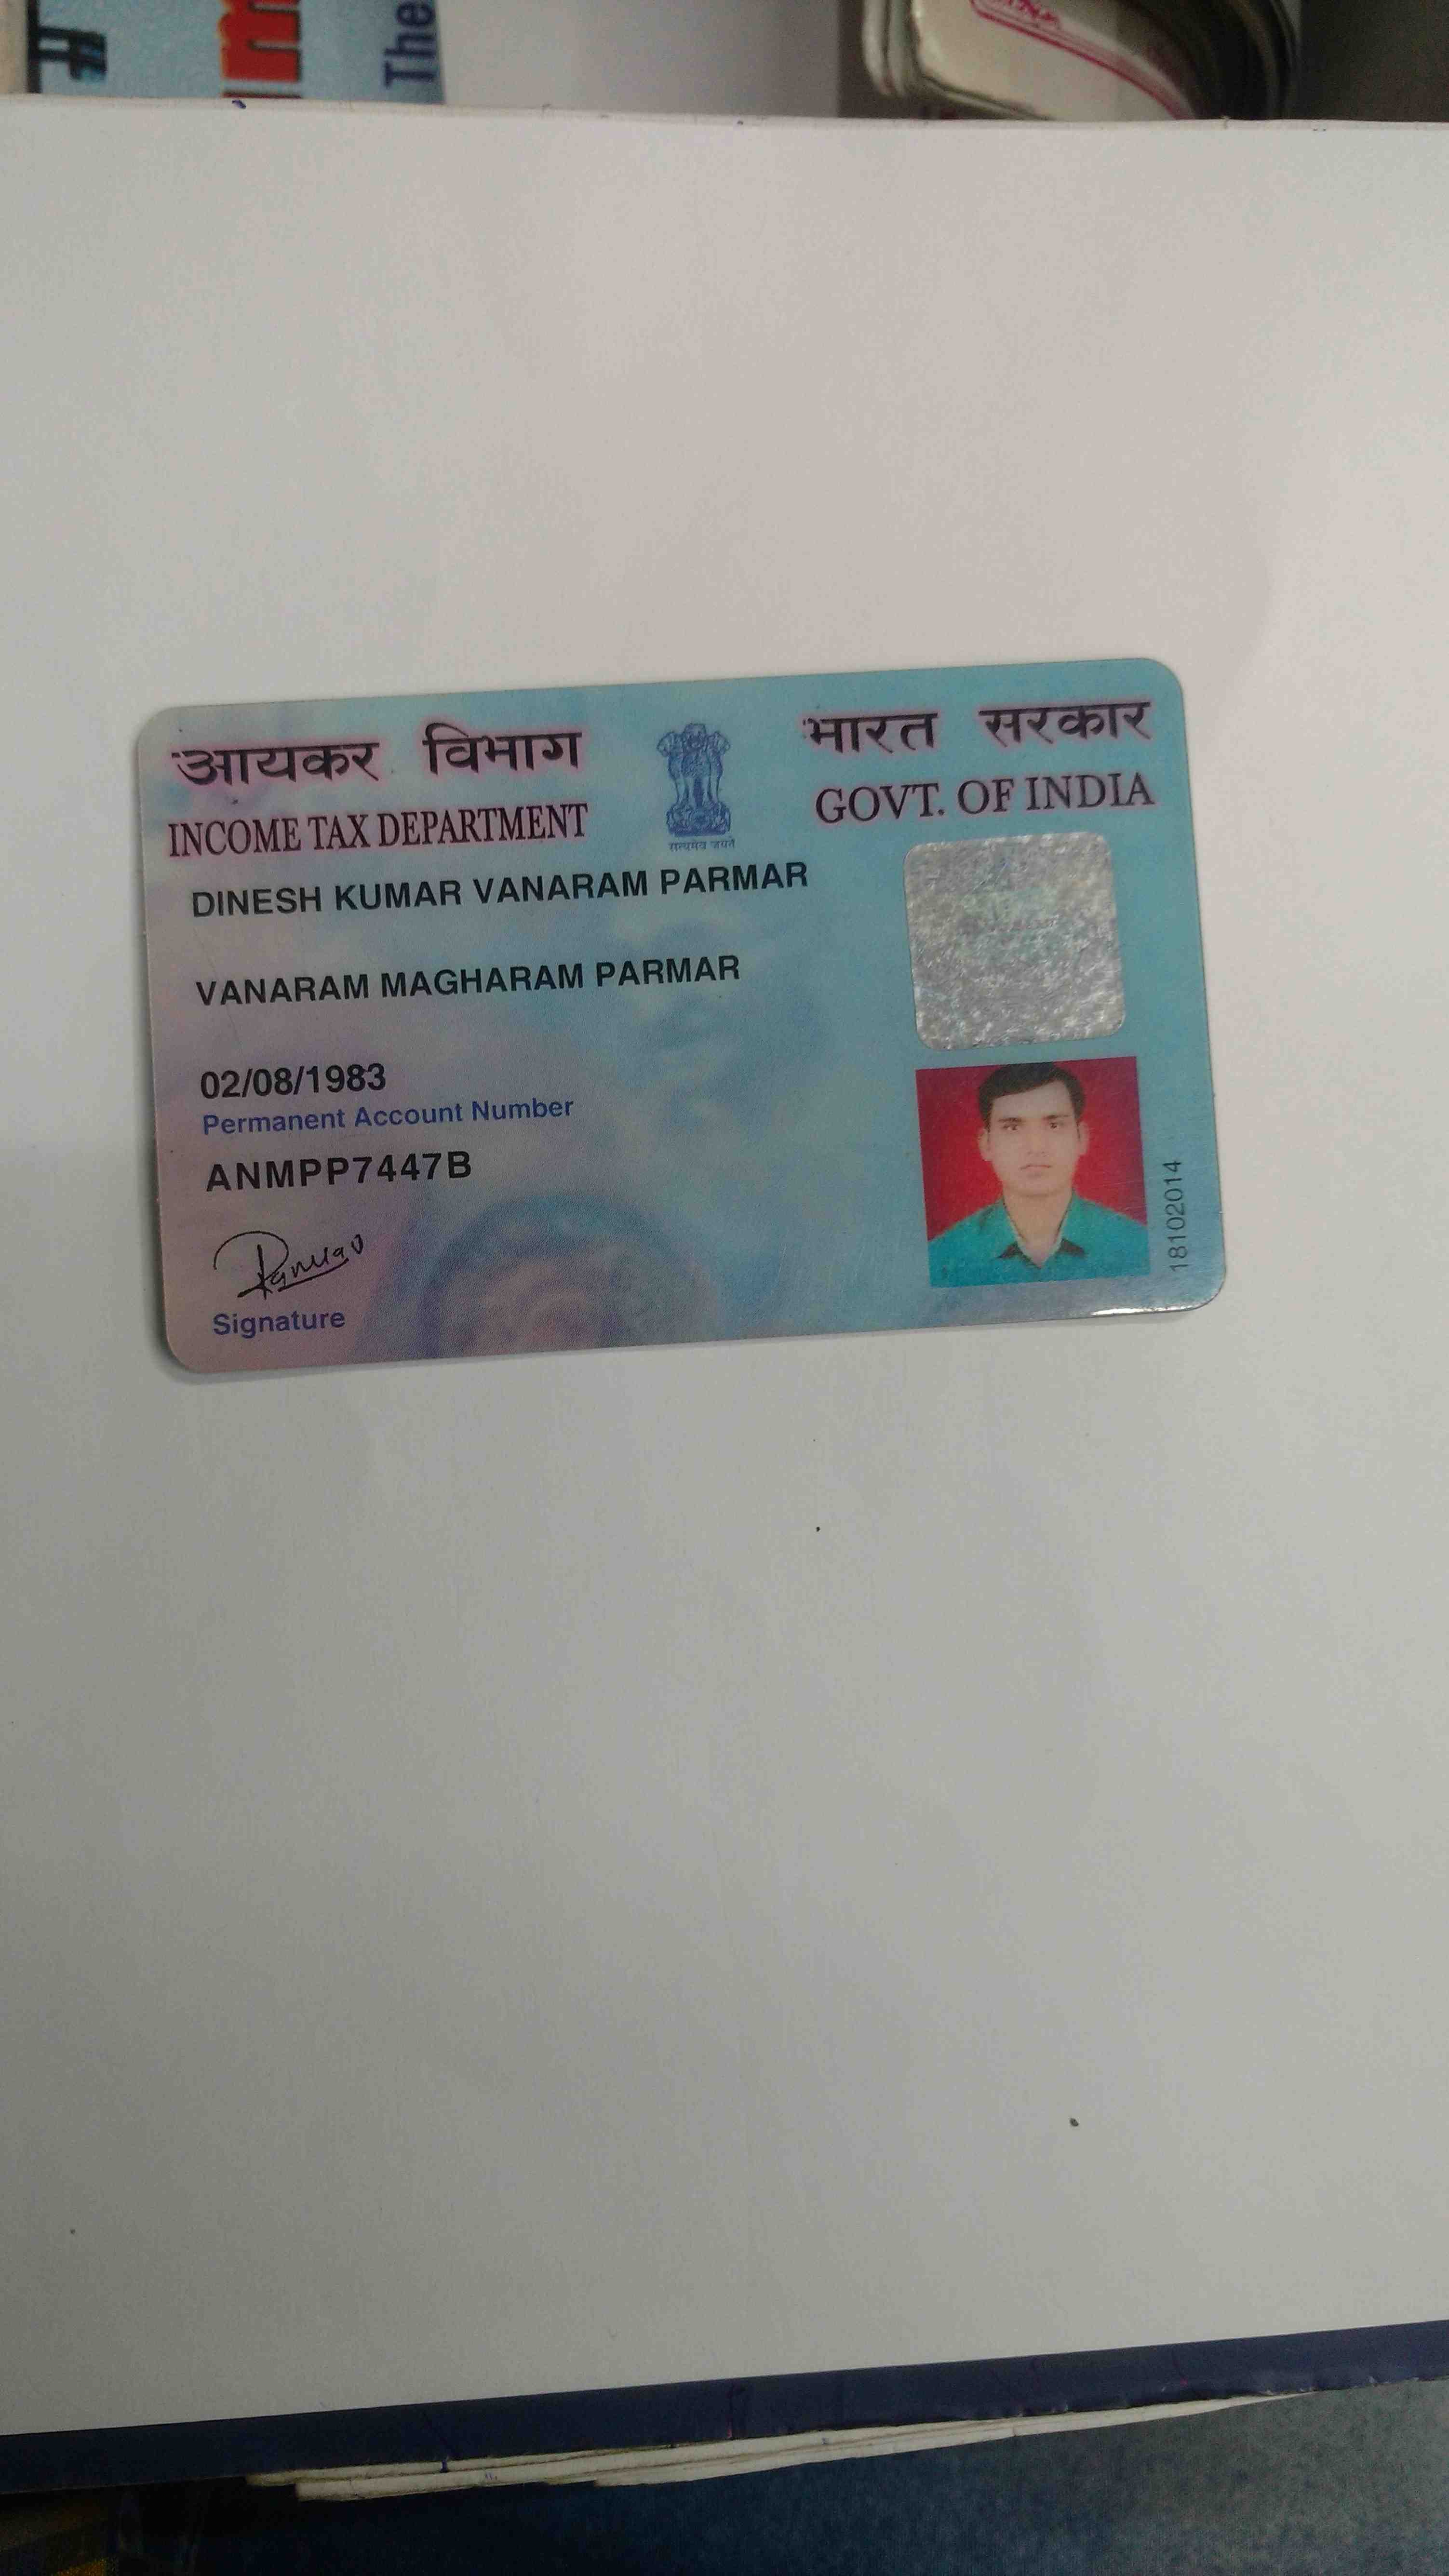 The
आयकर विभाग
INCOME TAX DEPARTMENT
सत्यमेव जयते
भारत सरकार
GOVT. OF INDIA
DINESH KUMAR VANARAM PARMAR
VANARAM MAGHARAM PARMAR
02/08/1983
Permanent Account Number
ANMPP7447B
Signature
18102014